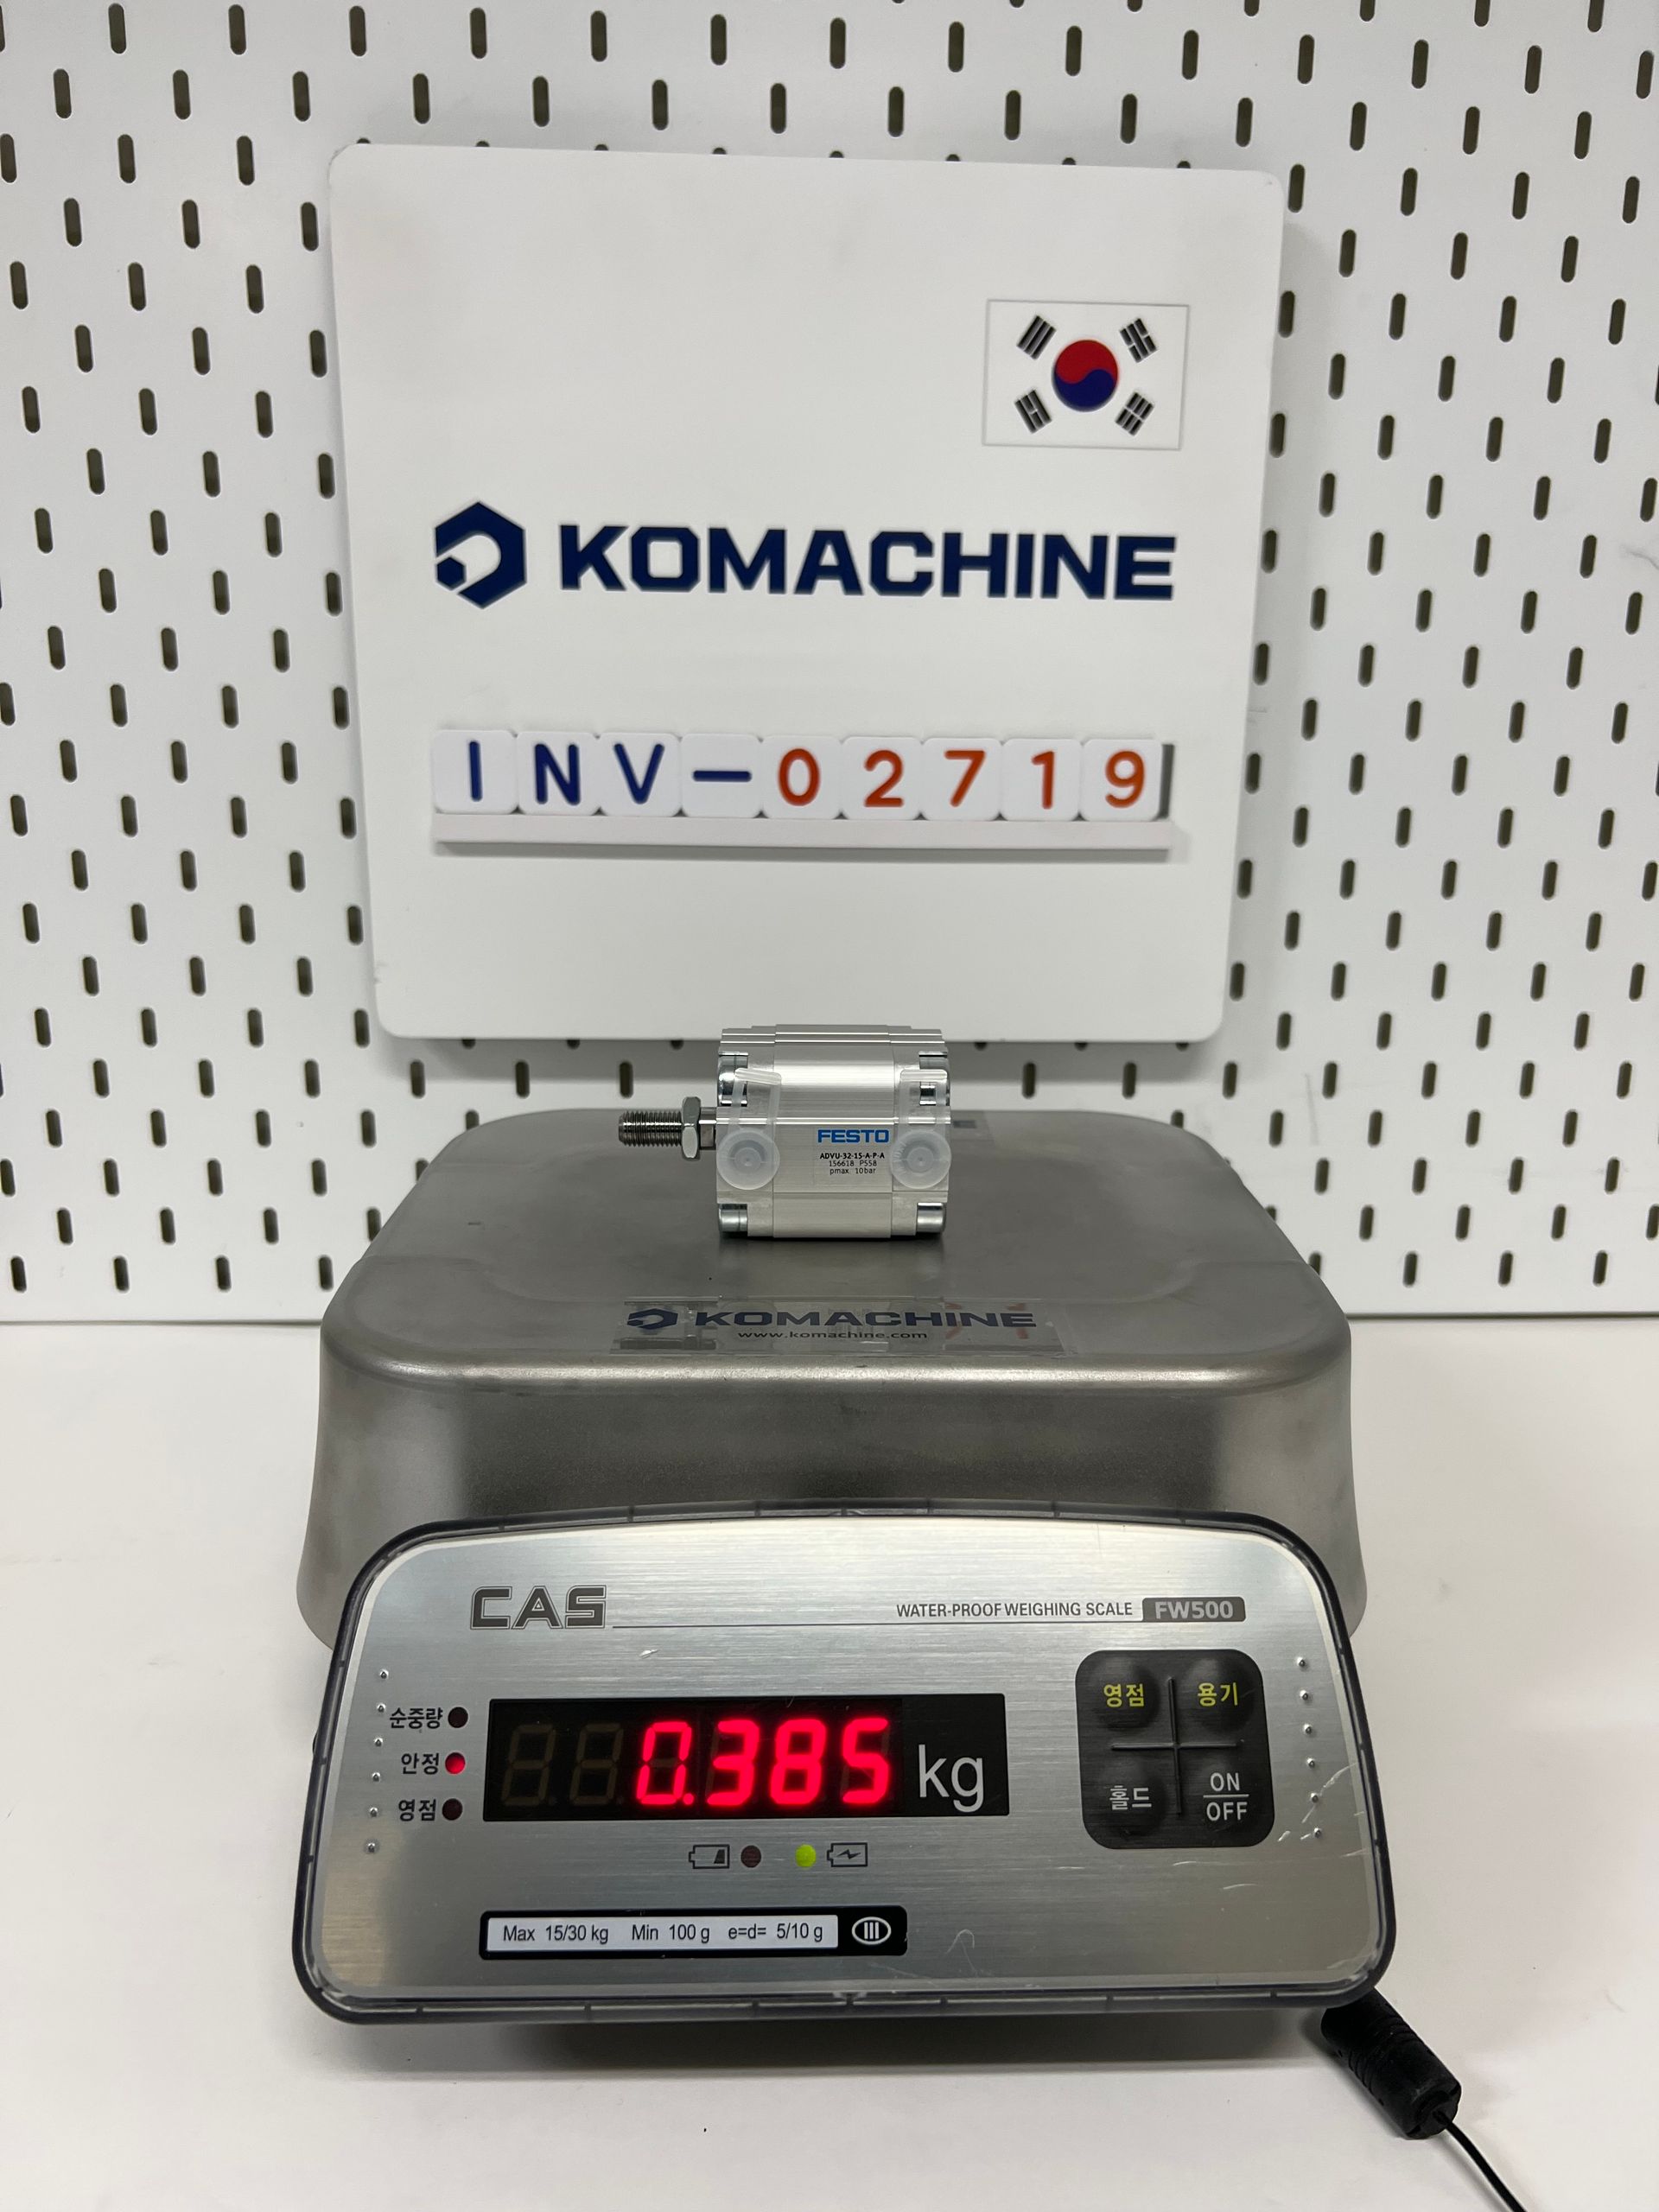 KOMACHINE
INV-02719
FESTO
ADVU-32-15-A-P-A
156618 P558
pmax. 10bar
KOMACHINE
www.komachine.com
CAS
WATER-PROOF WEIGHING SCALE FW500
순중량
안정
영점
0.385 kg
영점 용기
홀드 ON/OFF
Max 15/30 kg Min 100 g e=d= 5/10 g III